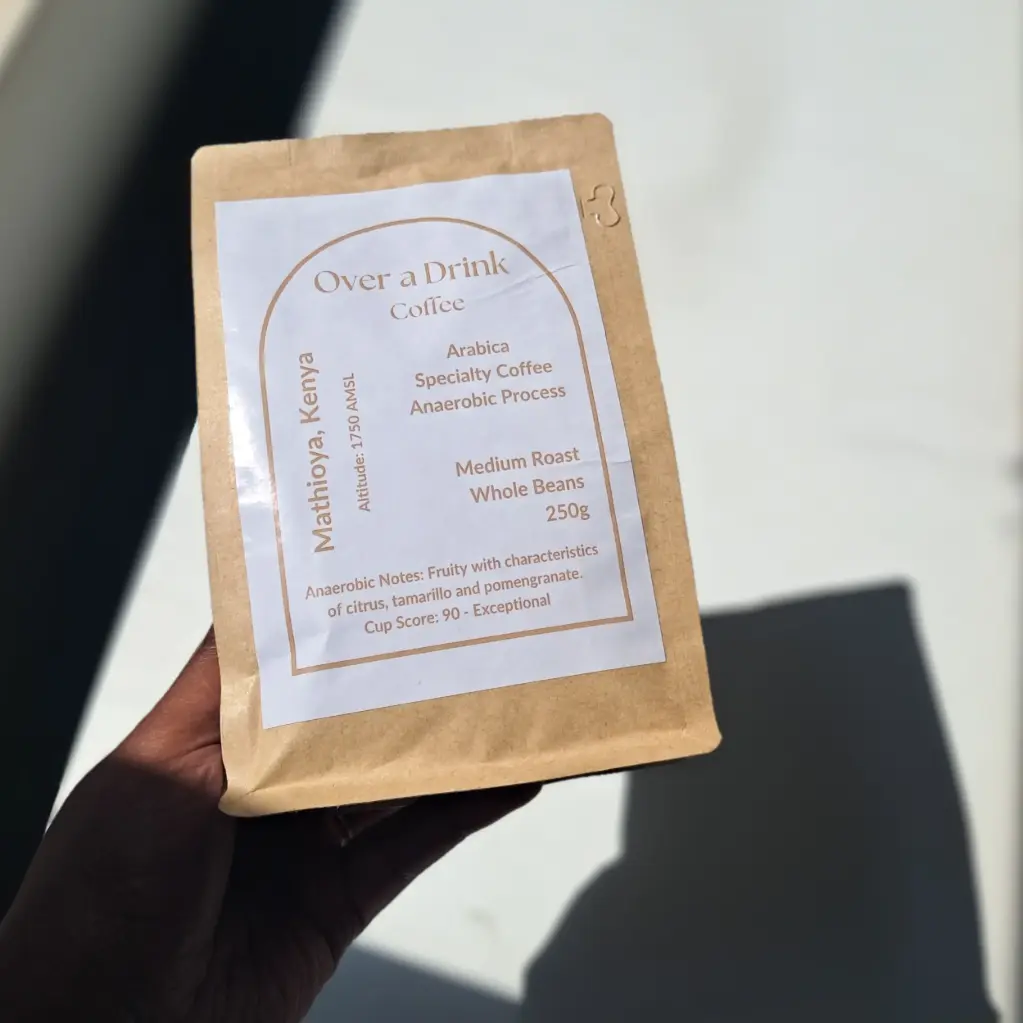 Over a Drink
Coffee
Mathioya, Kenya
Altitude: 1750 AMSL
Arabica
Specialty Coffee
Anaerobic Process
Medium Roast
Whole Beans
250g
Anaerobic Notes: Fruity with characteristics
of citrus, tamarillo and pomengranate.
Cup Score: 90 - Exceptional